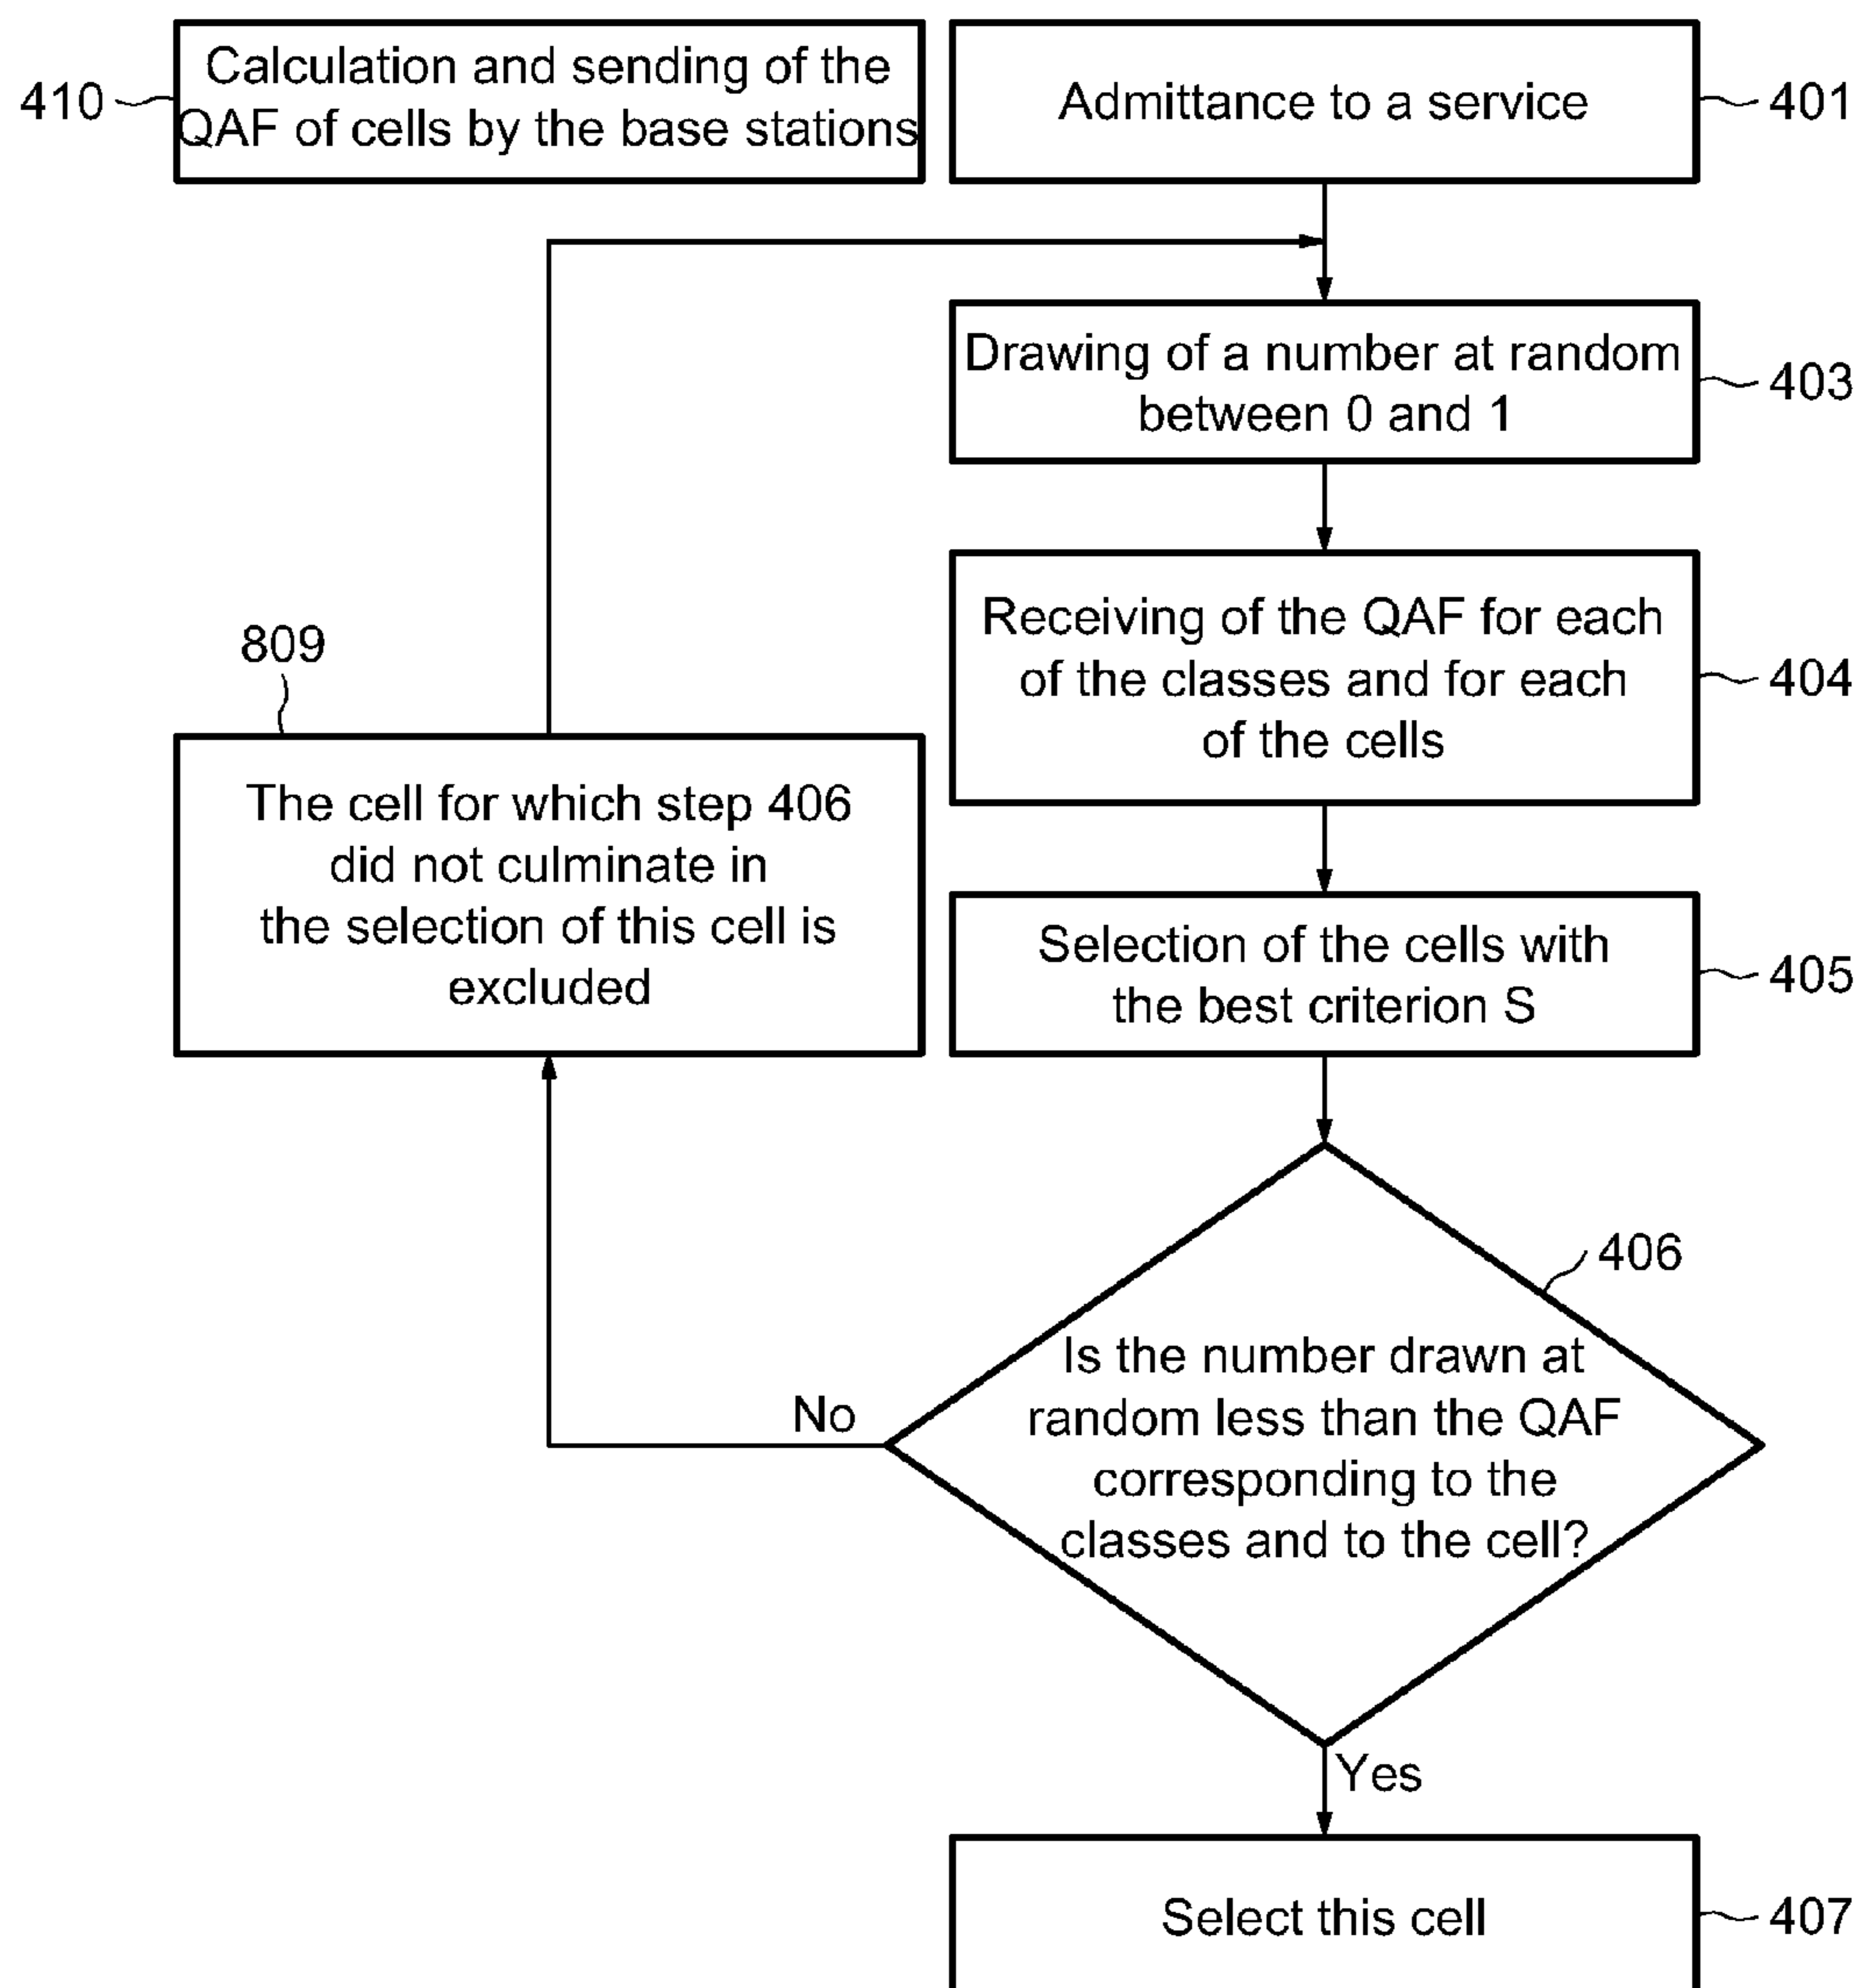 Calculation and sending of the
QAF of cells by the base stations
410
Admittance to a service
401
Drawing of a number at random
between 0 and 1
403
Receiving of the QAF for each
of the classes and for each
of the cells
404
809
The cell for which step 406
did not culminate in
the selection of this cell is
excluded
Selection of the cells with
the best criterion S
405
406
Is the number drawn at
random less than the QAF
corresponding to the
classes and to the cell?
No
Yes
Select this cell
407